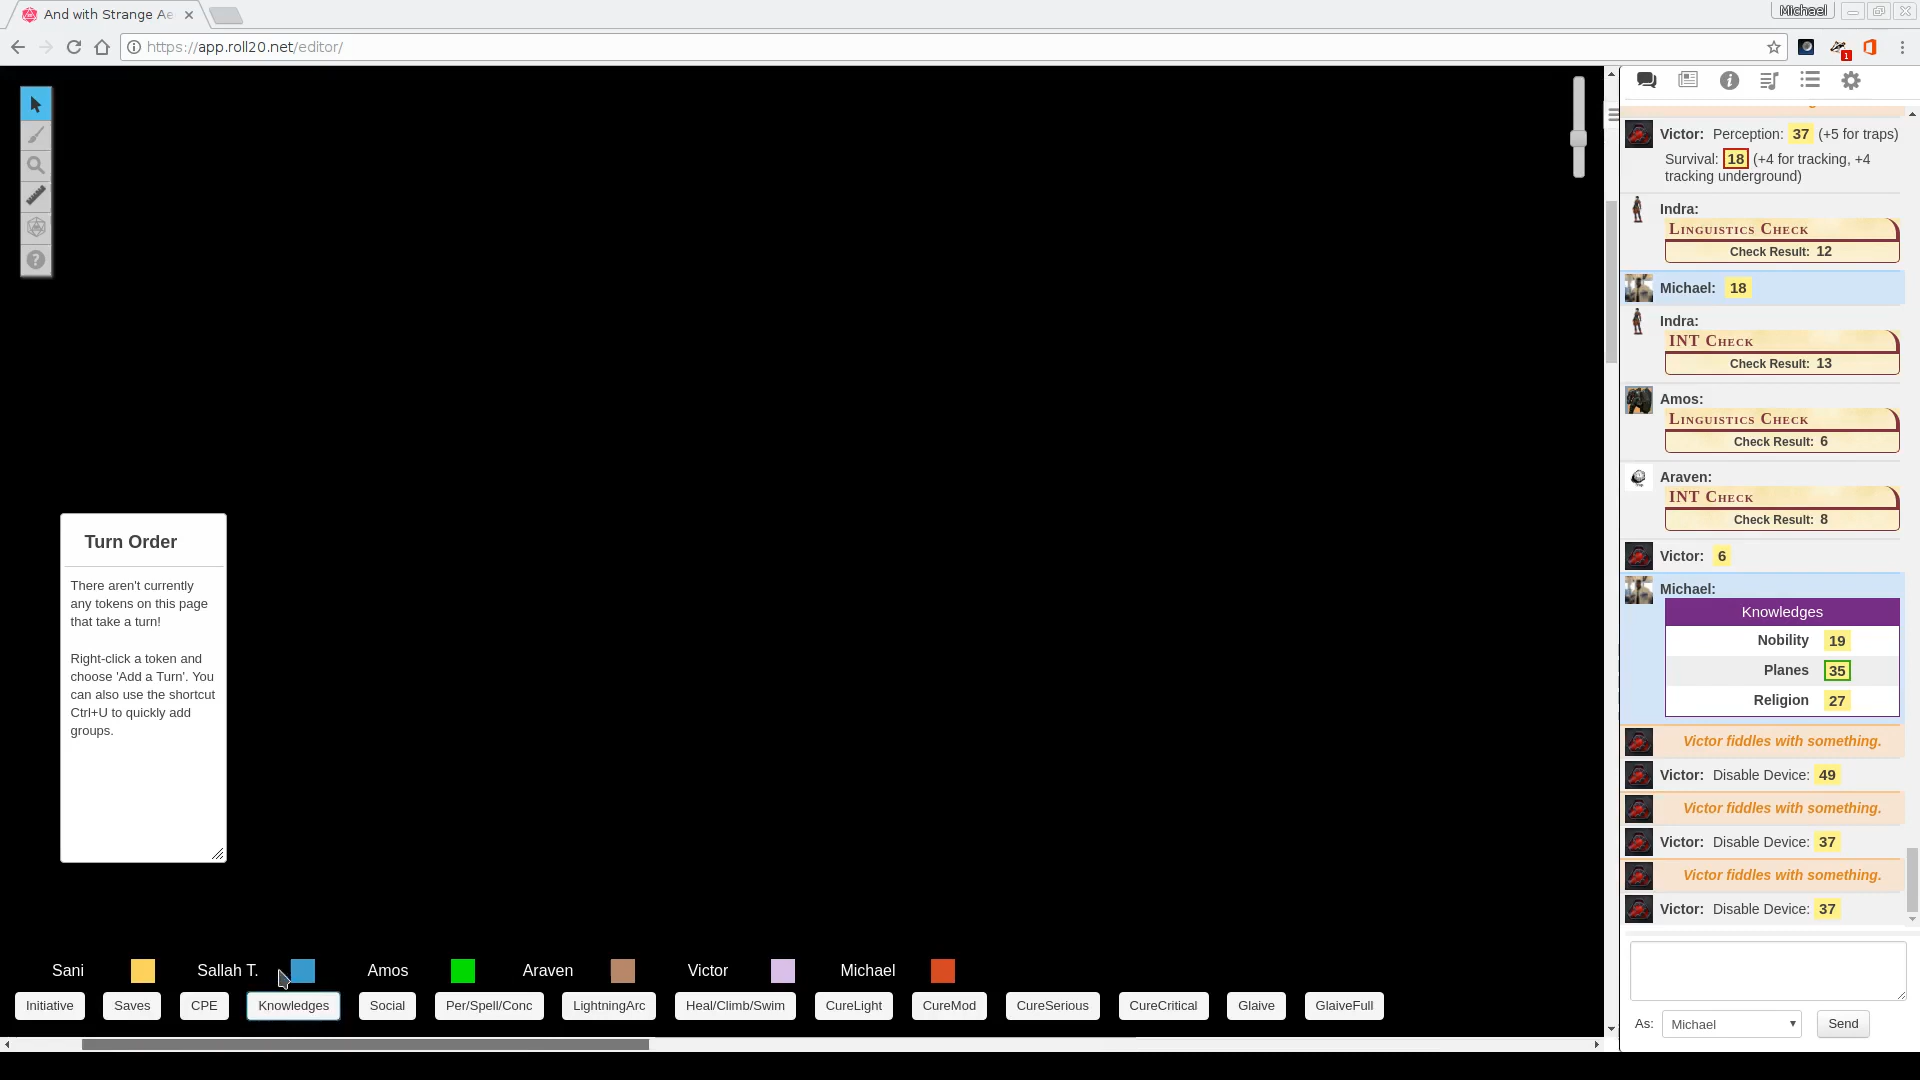 And with Strange Ae
Michael
https://app.roll20.net/editor/
1
Victor: Perception: 37 (+5 for traps)
Survival: 18 (+4 for tracking, +4
tracking underground)
Indra:
Linguistics Check
Check Result: 12
Michael: 18
Indra:
INT Check
Check Result: 13
Amos:
Linguistics Check
Check Result: 6
Araven:
INT Check
Check Result: 8
Victor: 6
Michael:
Knowledges
Nobility 19
Planes 35
Religion 27
Victor fiddles with something.
Victor: Disable Device: 49
Victor fiddles with something.
Victor: Disable Device: 37
Victor fiddles with something.
Victor: Disable Device: 37
As: Michael Send
Turn Order
There aren't currently
any tokens on this page
that take a turn!
Right-click a token and
choose 'Add a Turn'. You
can also use the shortcut
Ctrl+U to quickly add
groups.
Sani Sallah T. Amos Araven Victor Michael
Initiative Saves CPE Knowledges Social Per/Spell/Conc LightningArc Heal/Climb/Swim CureLight CureMod CureSerious CureCritical Glaive GlaiveFull